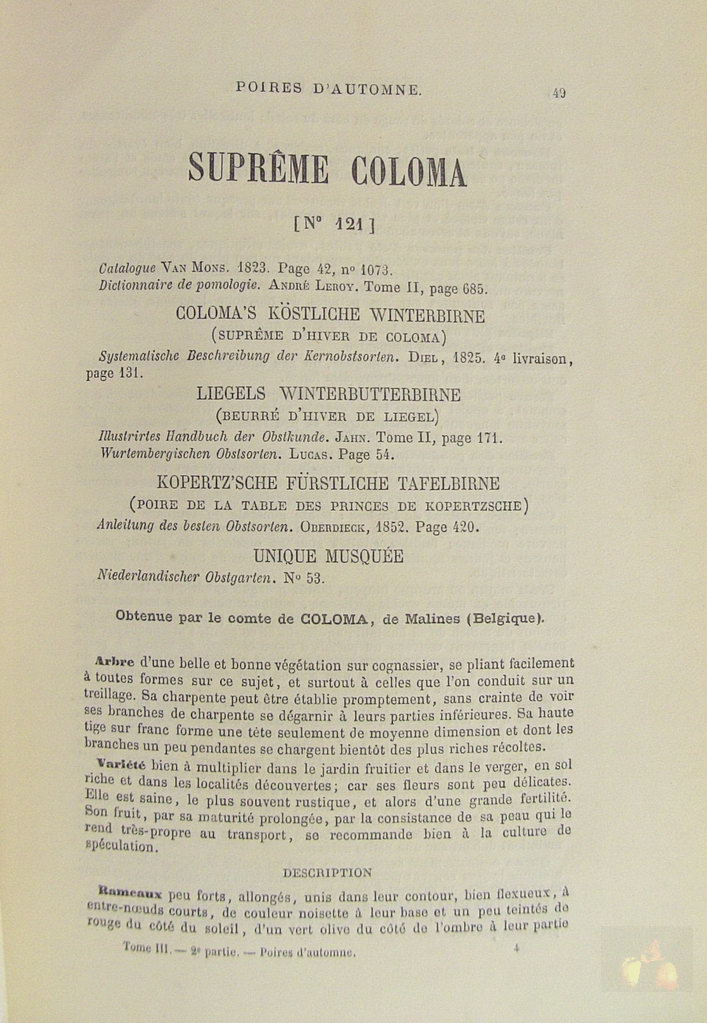 POIRES D'AUTOMNE. 49
SUPRÊME COLOMA
[Nº 121]
Catalogue VAN MONS. 1823. Page 42, nº 1073.
Dictionnaire de pomologie. ANDRÉ LEROY. Tome II, page 685.
COLOMA'S KÖSTLICHE WINTERBIRNE
(SUPRÊME D'HIVER DE COLOMA)
Systematische Beschreibung der Kernobstsorten. DIEL, 1825. 4e livraison,
page 131.
LIEGELS WINTERBUTTERBIRNE
(BEURRÉ D'HIVER DE LIEGEL)
Illustrirtes Handbuch der Obstkunde. JAHN. Tome II, page 171.
Wurtembergischen Obstsorten. LUCAS. Page 54.
KOPERTZ'SCHE FÜRSTLICHE TAFELBIRNE
(POIRE DE LA TABLE DES PRINCES DE KOPERTZSCHE)
Anleitung des besten Obstsorten. OBERDIECK, 1852. Page 420.
UNIQUE MUSQUÉE
Niederlandischer Obstgarten. Nº 53.
Obtenue par le comte de COLOMA, de Malines (Belgique).
Arbre d'une belle et bonne végétation sur cognassier, se pliant facilement
à toutes formes sur ce sujet, et surtout à celles que l'on conduit sur un
treillage. Sa charpente peut être établie promptement, sans crainte de voir
ses branches de charpente se dégarnir à leurs parties inférieures. Sa haute
tige sur franc forme une tête seulement de moyenne dimension et dont les
branches un peu pendantes se chargent bientôt des plus riches récoltes.
Variété bien à multiplier dans le jardin fruitier et dans le verger, en sol
riche et dans les localités découvertes; car ses fleurs sont peu délicates.
Elle est saine, le plus souvent rustique, et alors d'une grande fertilité.
Son fruit, par sa maturité prolongée, par la consistance de sa peau qui le
rend très-propre au transport, se recommande bien à la culture de
spéculation.
DESCRIPTION
Rameaux peu forts, allongés, unis dans leur contour, bien flexueux, à
entre-nœuds courts, de couleur noisette à leur base et un peu teintés de
rouge du côté du soleil, d'un vert olive du côté de l'ombre à leur partie
Tome III. — 2e partie. — Poires d'automne. 4